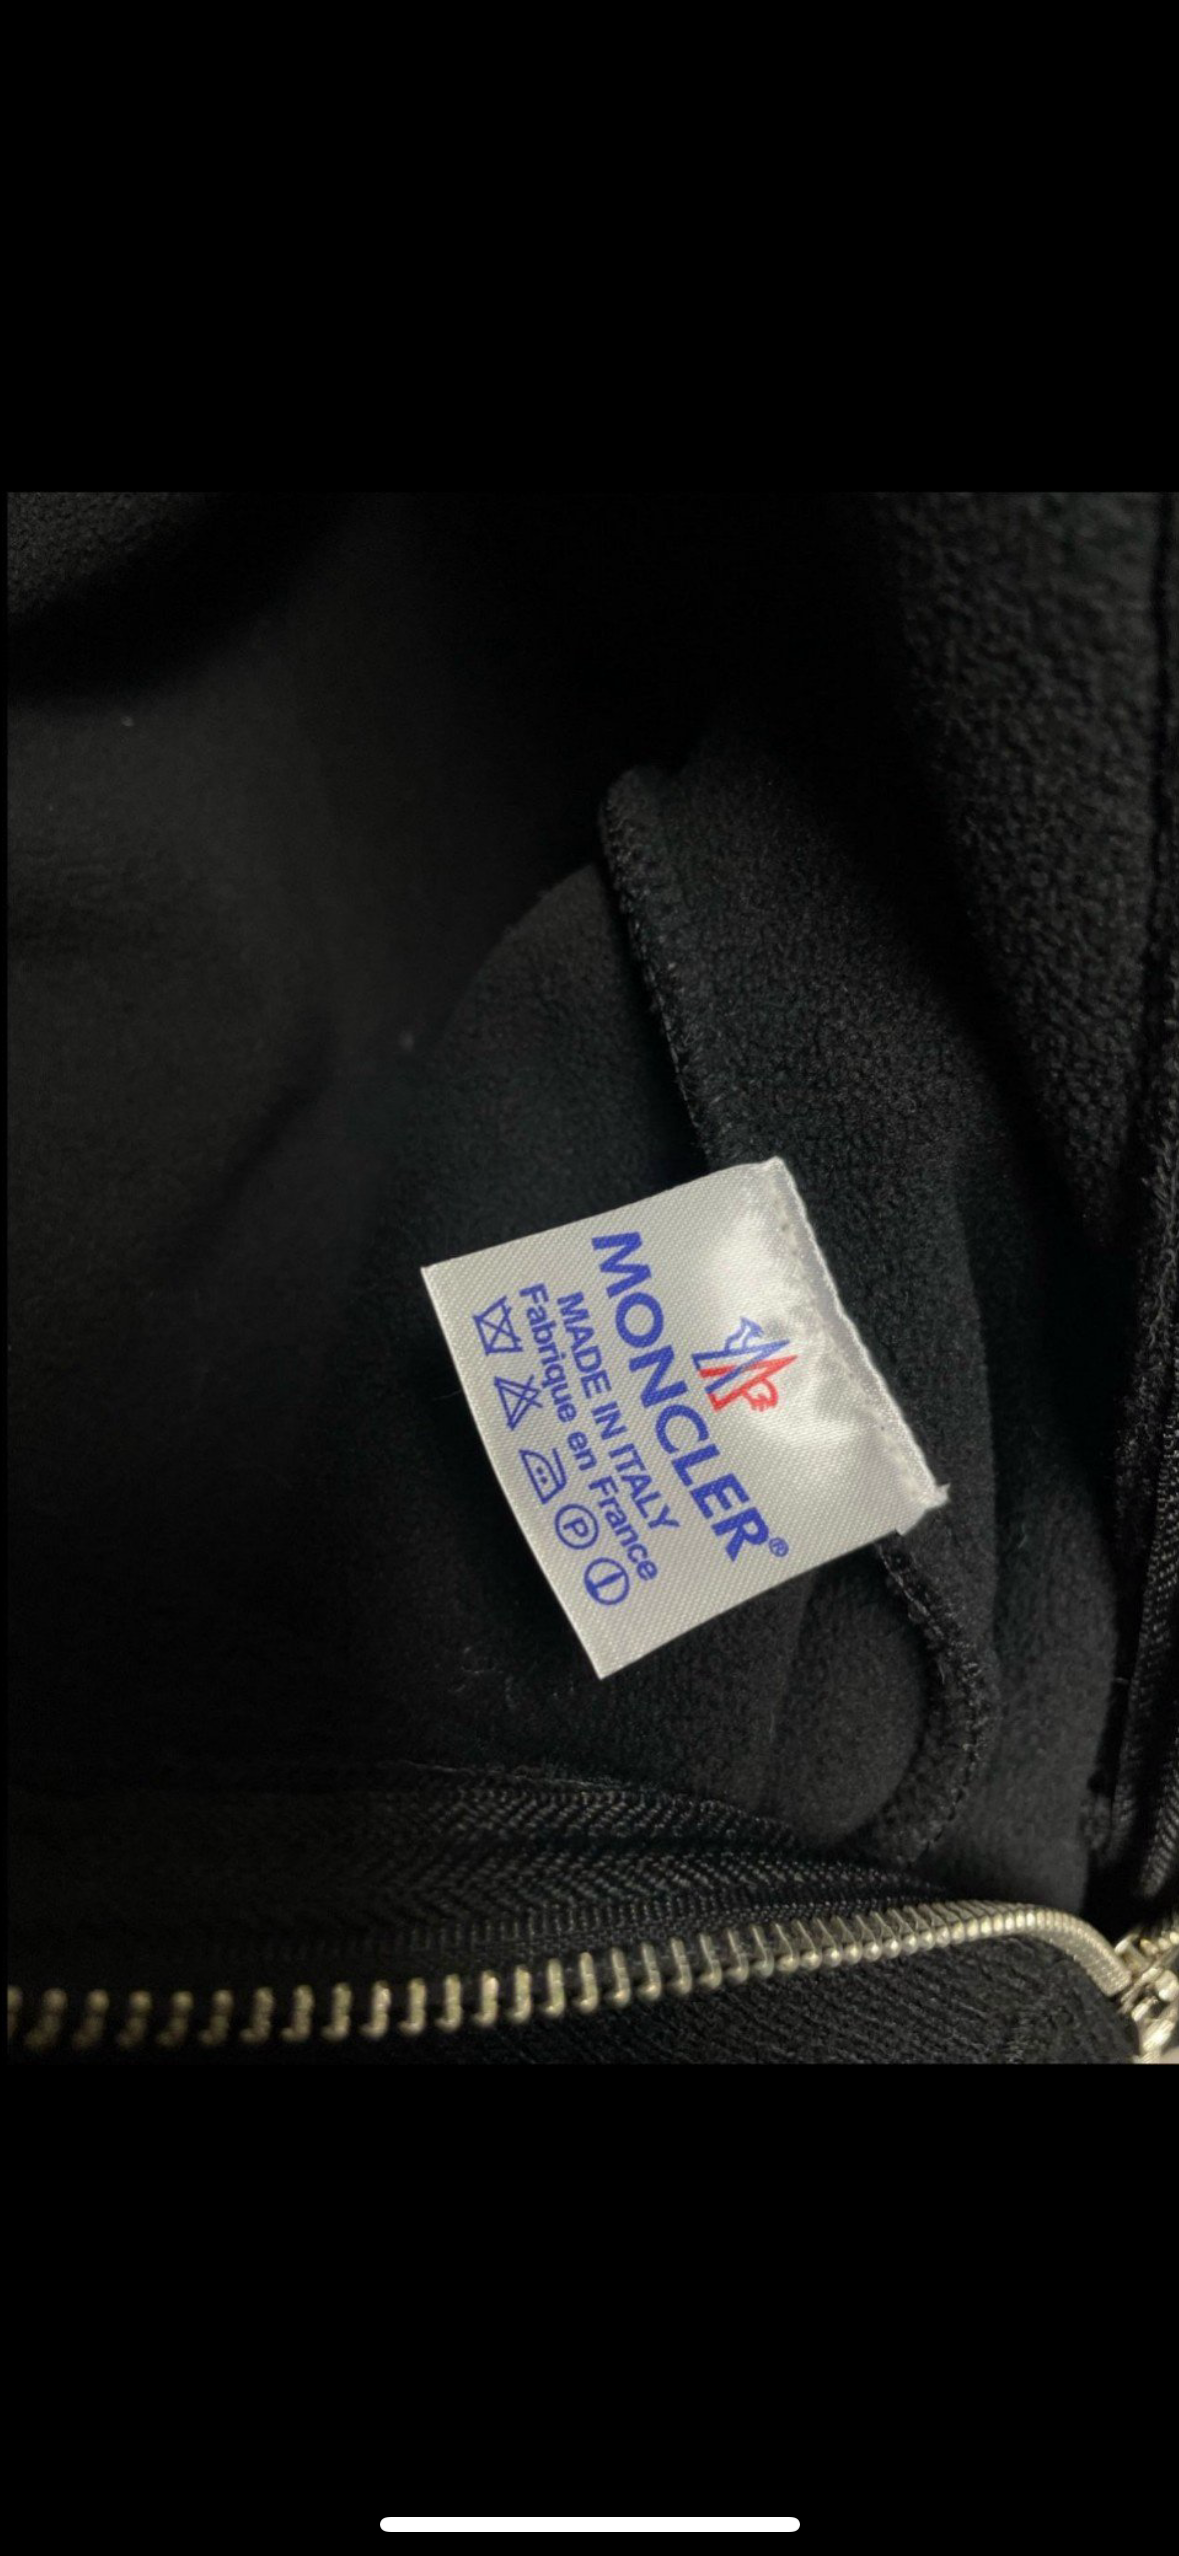 MONCLER®
MADE IN ITALY
Fabrique en France
P